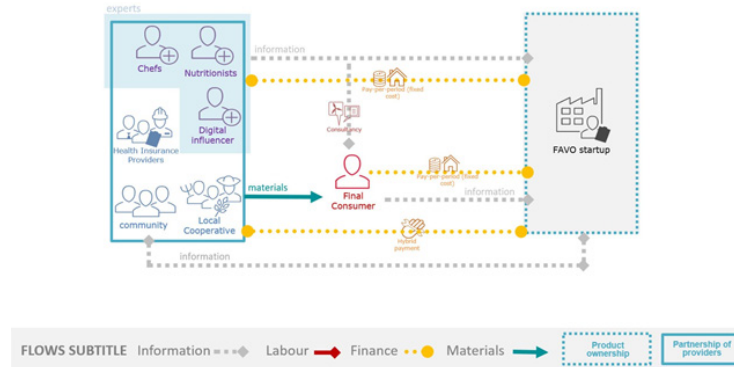 experts
Chefs
Nutritionists
information
Pay-per-period (fixed
cost)
Digital
influencer
Consultancy
Health Insurance
Providers
FAVO startup
Pay-per-period (fixed
cost)
materials
Final
Consumer
information
community
Local
Cooperative
Hybrid
payment
information
FLOWS SUBTITLE Information Labour Finance Materials
Product
ownership
Partnership of
providers